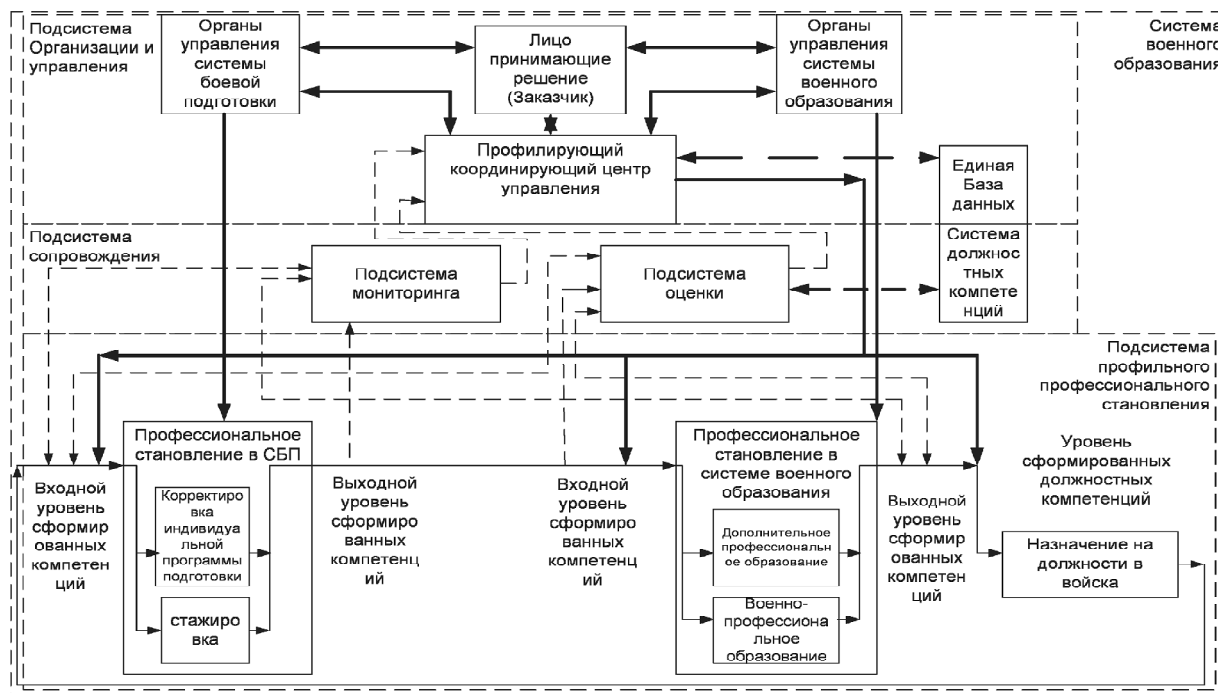 Подсистема
Организации и
управления
Органы
управления
системы
боевой
подготовки
Лицо
принимающие
решение
(Заказчик)
Органы
управления
системы
военного
образования
Система
военного
образования
Профилирующий
координирующий центр
управления
Единая
База
данных
Система
должнос
тных
компете
нций
Подсистема
сопровождения
Подсистема
мониторинга
Подсистема
оценки
Подсистема
профильного
профессионального
становления
Профессиональное
становление в СБП
Корректиро
вка
индивидуа
льной
программы
подготовки
стажиро
вка
Входной
уровень
сформир
ованных
компетен
ций
Выходной
уровень
сформиро
ванных
компетенц
ий
Входной
уровень
сформиро
ванных
компетенц
ий
Профессиональное
становление в
системе военного
образования
Дополнительное
профессиональн
ое образование
Военно-
профессиона
льное
образование
Выходной
уровень
сформир
ованных
компетен
ций
Уровень
сформированных
должностных
компетенций
Назначение на
должности в
войска